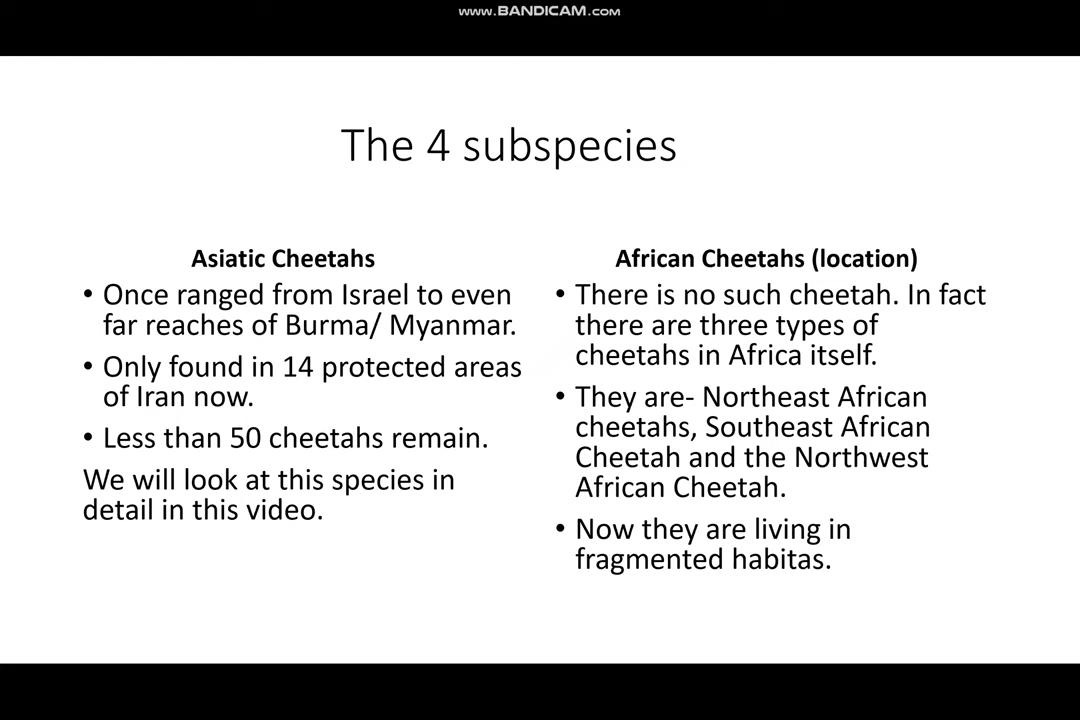 www.BANDICAM.com
The 4 subspecies
Asiatic Cheetahs
• Once ranged from Israel to even
far reaches of Burma/ Myanmar.
• Only found in 14 protected areas
of Iran now.
• Less than 50 cheetahs remain.
We will look at this species in
detail in this video.
African Cheetahs (location)
• There is no such cheetah. In fact
there are three types of
cheetahs in Africa itself.
• They are- Northeast African
cheetahs, Southeast African
Cheetah and the Northwest
African Cheetah.
• Now they are living in
fragmented habitas.